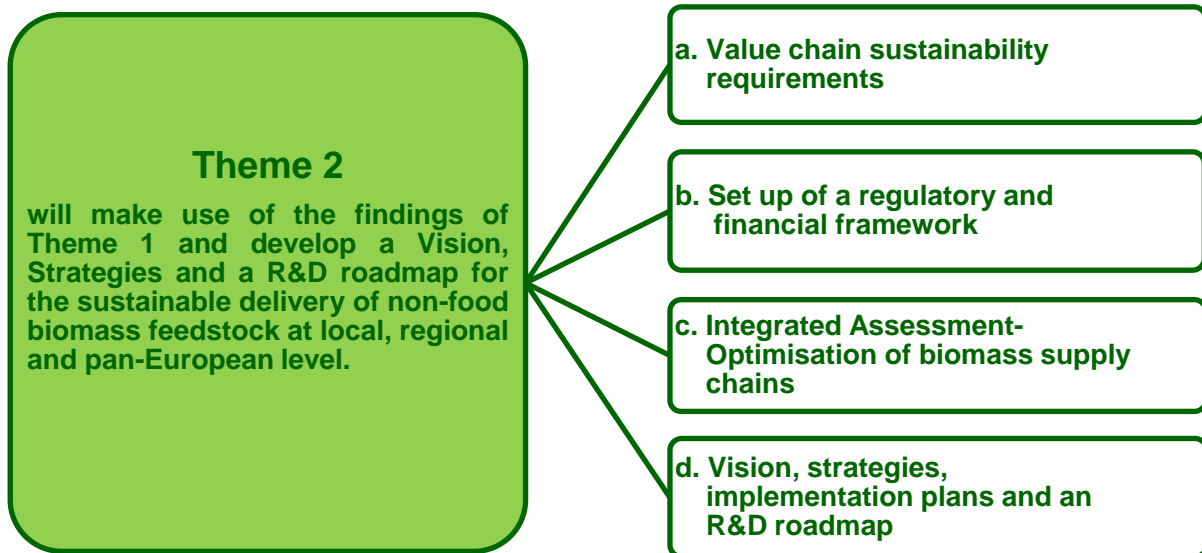 Theme 2
will make use of the findings of
Theme 1 and develop a Vision,
Strategies and a R&D roadmap for
the sustainable delivery of non-food
biomass feedstock at local, regional
and pan-European level.
a. Value chain sustainability
requirements
b. Set up of a regulatory and
financial framework
c. Integrated Assessment-
Optimisation of biomass supply
chains
d. Vision, strategies,
implementation plans and an
R&D roadmap